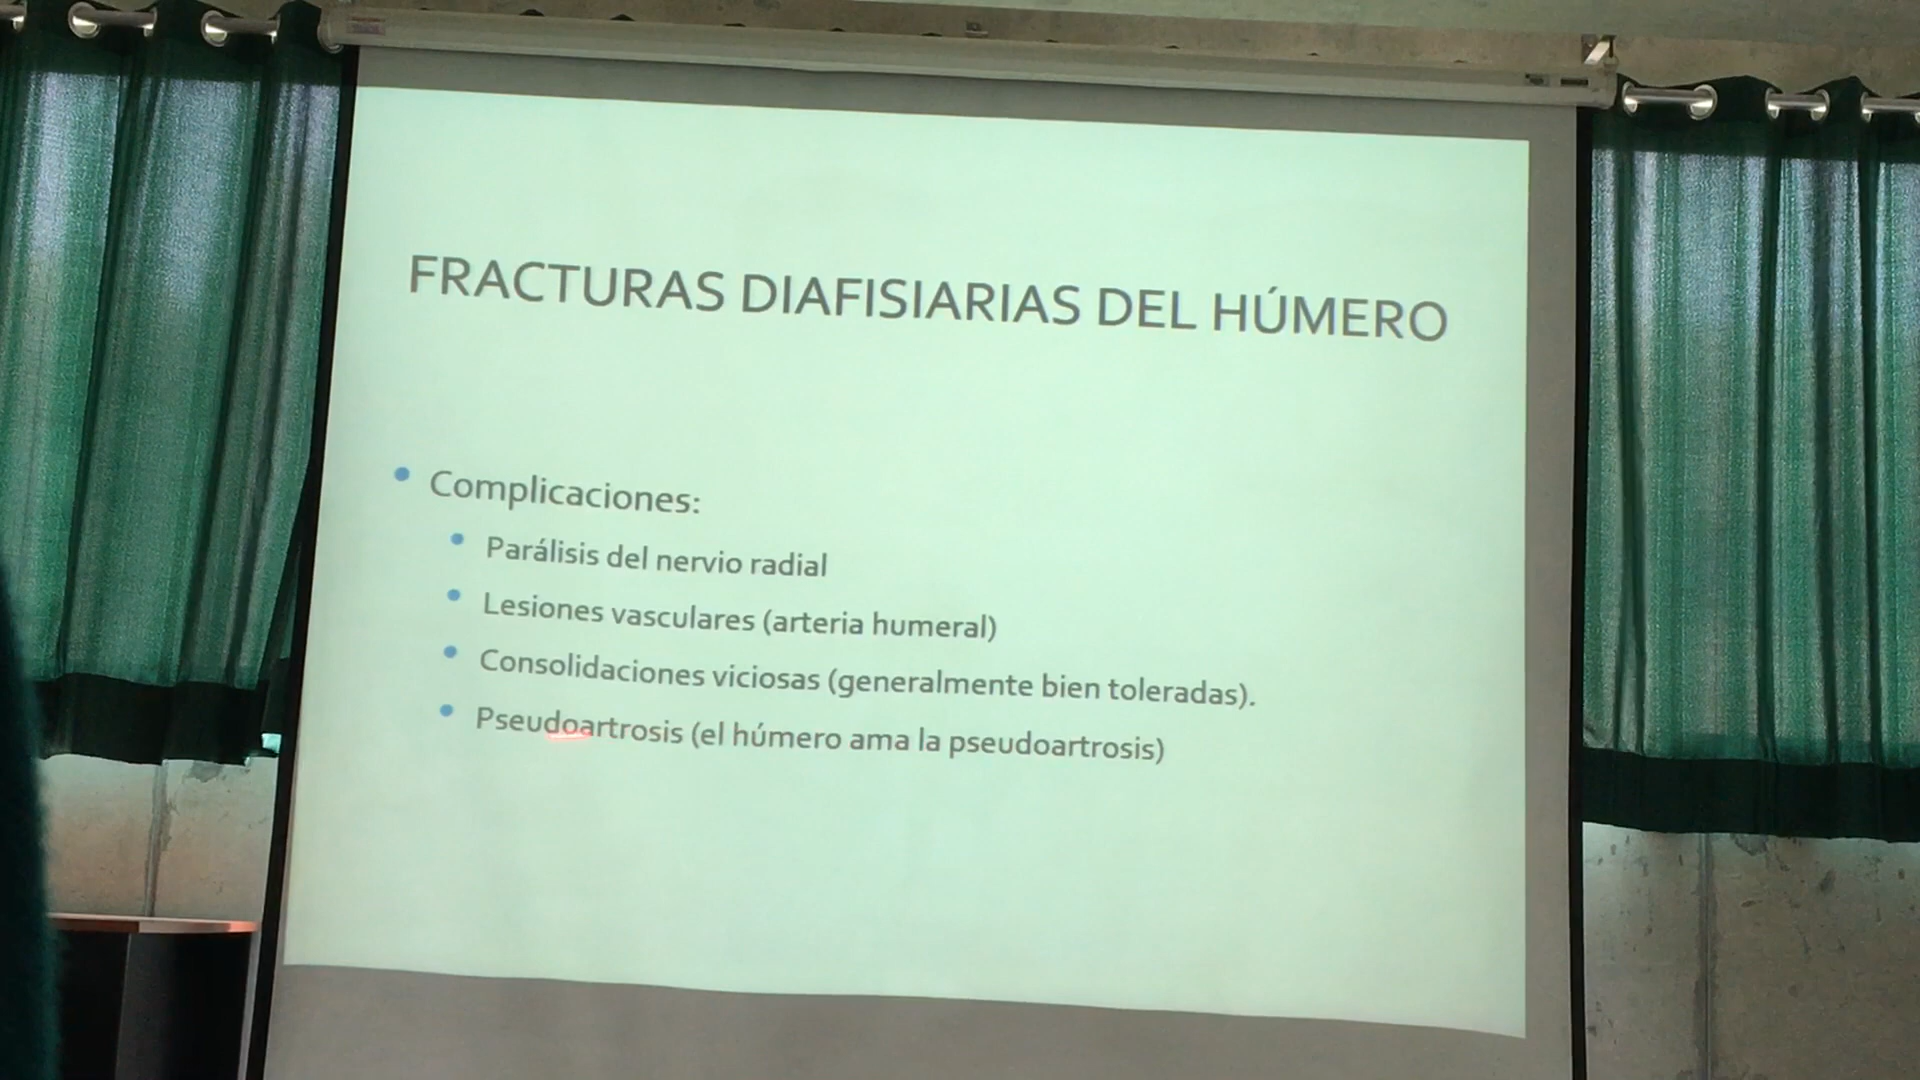 FRACTURAS DIAFISIARIAS DEL HÚMERO
• Complicaciones:
• Parálisis del nervio radial
• Lesiones vasculares (arteria humeral)
• Consolidaciones viciosas (generalmente bien toleradas).
• Pseudoartrosis (el húmero ama la pseudoartrosis)